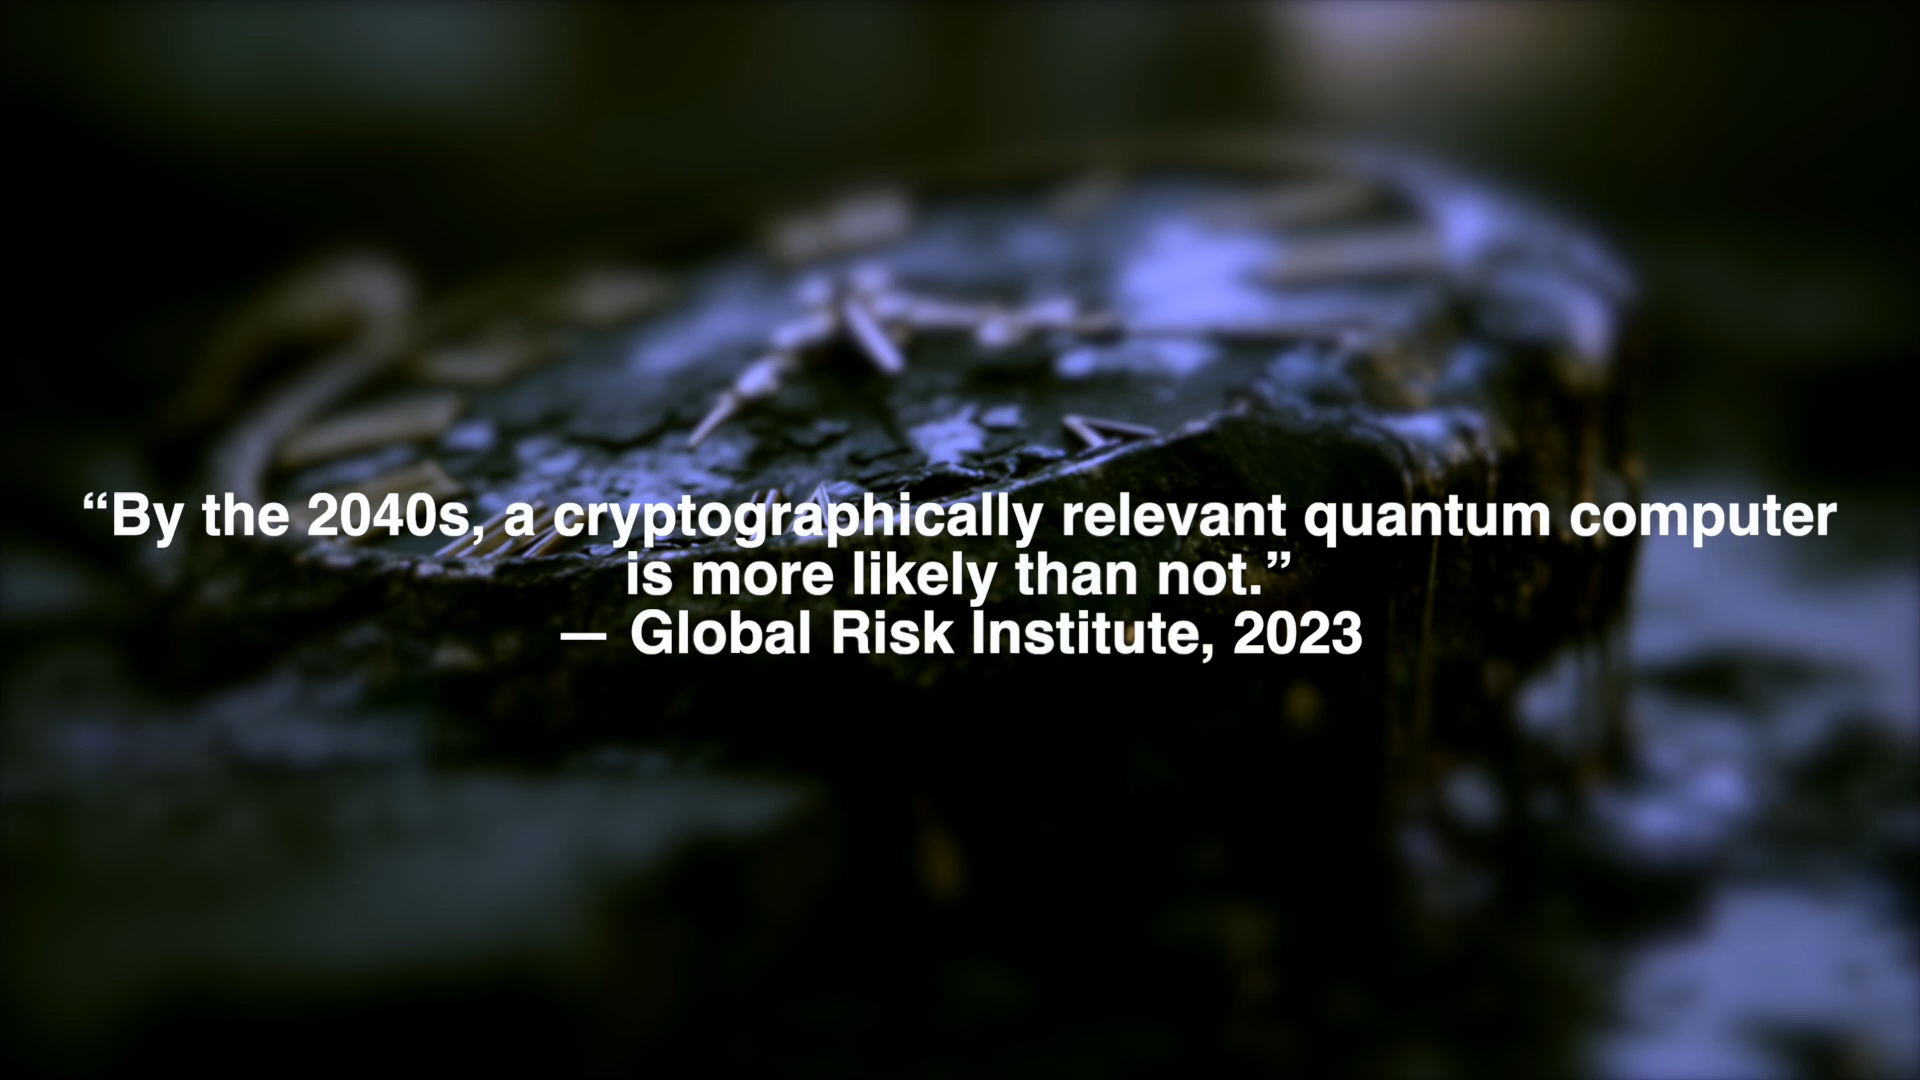 “By the 2040s, a cryptographically relevant quantum computer
is more likely than not.”
— Global Risk Institute, 2023